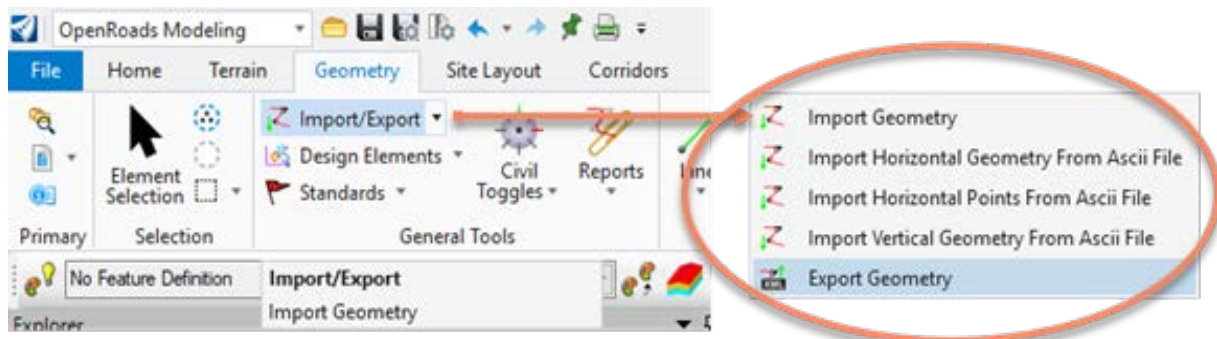 OpenRoads Modeling
File Home Terrain Geometry Site Layout Corridors
Import/Export
Design Elements
Standards
Element
Selection
Civil
Toggles
Reports
Line
Primary Selection General Tools
No Feature Definition
Import/Export
Import Geometry
Explorer
Import Geometry
Import Horizontal Geometry From Ascii File
Import Horizontal Points From Ascii File
Import Vertical Geometry From Ascii File
Export Geometry